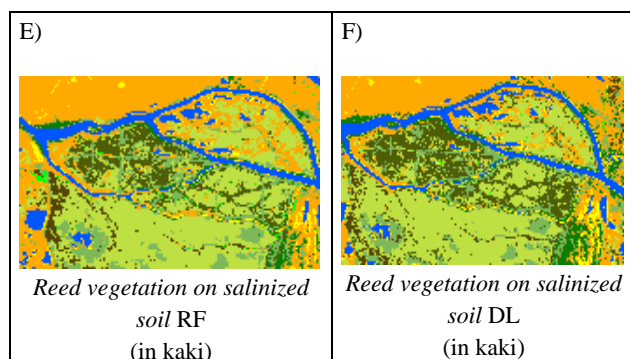 E)
F)
Reed vegetation on salinized
soil RF
(in kaki)
Reed vegetation on salinized
soil DL
(in kaki)